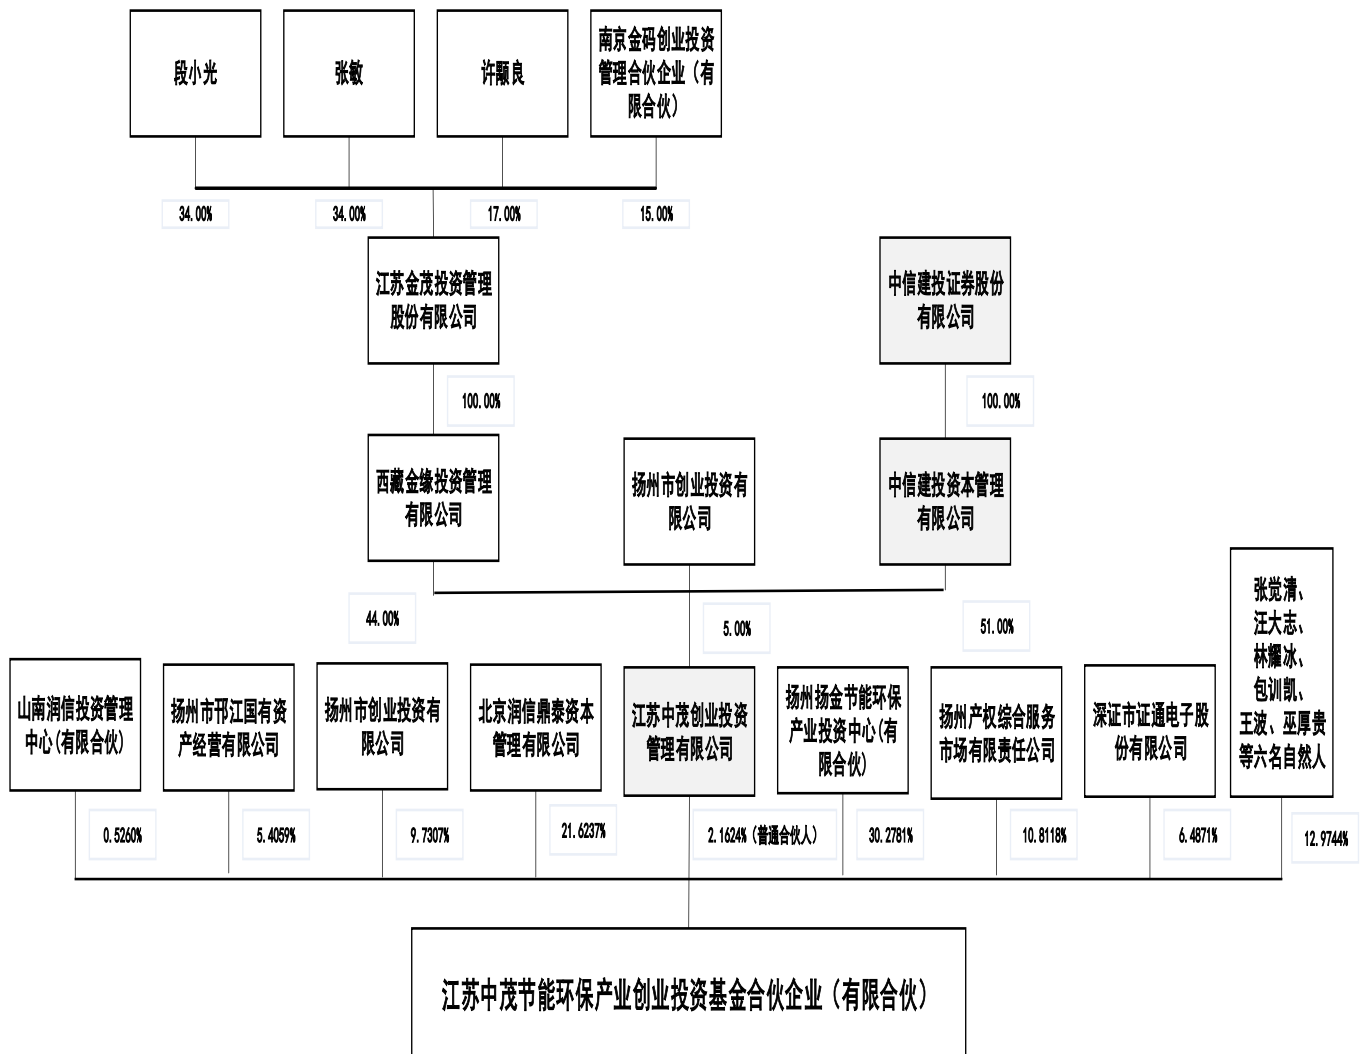 段小光
张敏
许颙良
南京金码创业投资
管理合伙企业（有
限合伙）
34.00%
34.00%
17.00%
15.00%
江苏金茂投资管理
股份有限公司
中信建投证券股份
有限公司
100.00%
100.00%
西藏金缘投资管理
有限公司
扬州市创业投资有
限公司
中信建投资本管理
有限公司
44.00%
5.00%
51.00%
山南润信投资管理
中心(有限合伙)
扬州市邗江国有资
产经营有限公司
扬州市创业投资有
限公司
北京润信鼎泰资本
管理有限公司
江苏中茂创业投资
管理有限公司
扬州扬金节能环保
产业投资中心(有
限合伙)
扬州产权综合服务
市场有限责任公司
深证市证通电子股
份有限公司
张觉清、
汪大志、
林耀冰、
包训凯、
王波、巫厚贵
等六名自然人
0.5260%
5.4059%
9.7307%
21.6237%
2.1624%（普通合伙人）
30.2781%
10.8118%
6.4871%
12.9744%
江苏中茂节能环保产业创业投资基金合伙企业（有限合伙）